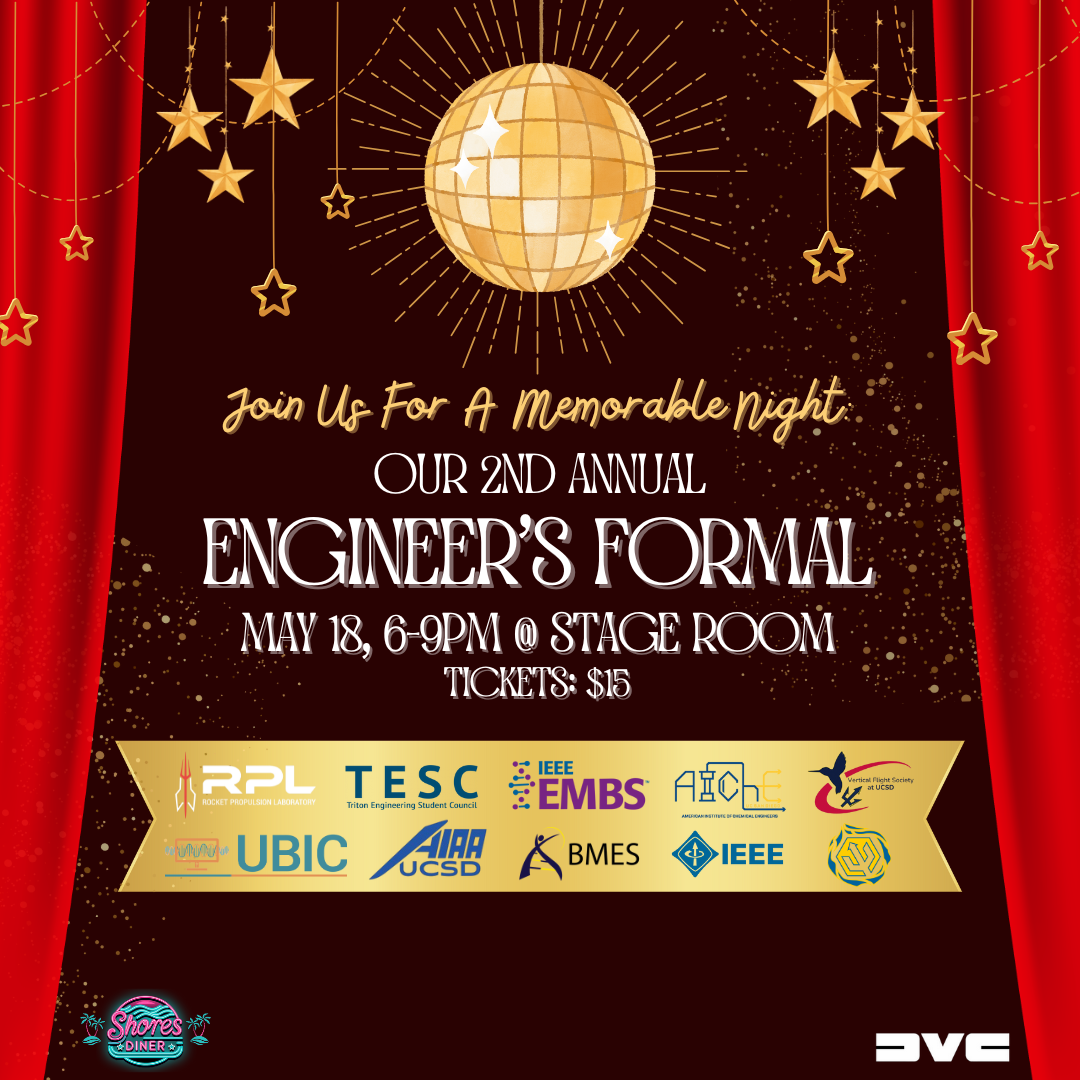 Join Us For A Memorable Night
OUR 2ND ANNUAL
ENGINEER'S FORMAL
MAY 18, 6-9PM @ STAGE ROOM
TICKETS: $15
RPL
ROCKET PROPULSION LABORATORY
TESC
Triton Engineering Student Council
IEEE
EMBS
AIChE
AMERICAN INSTITUTE OF CHEMICAL ENGINEERS
Vertical Flight Society
at UCSD
UBIC
AIAA
UCSD
BMES
IEEE
Shores
DINER